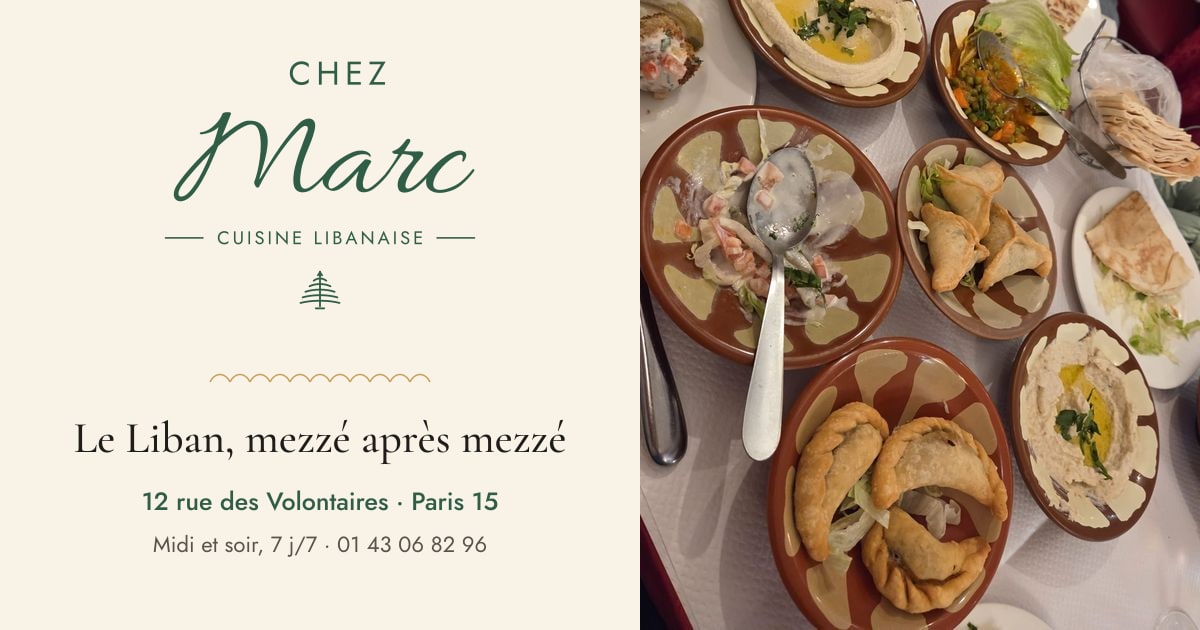 CHEZ
Marc
CUISINE LIBANAISE
Le Liban, mezzé après mezzé
12 rue des Volontaires · Paris 15
Midi et soir, 7 j/7 · 01 43 06 82 96